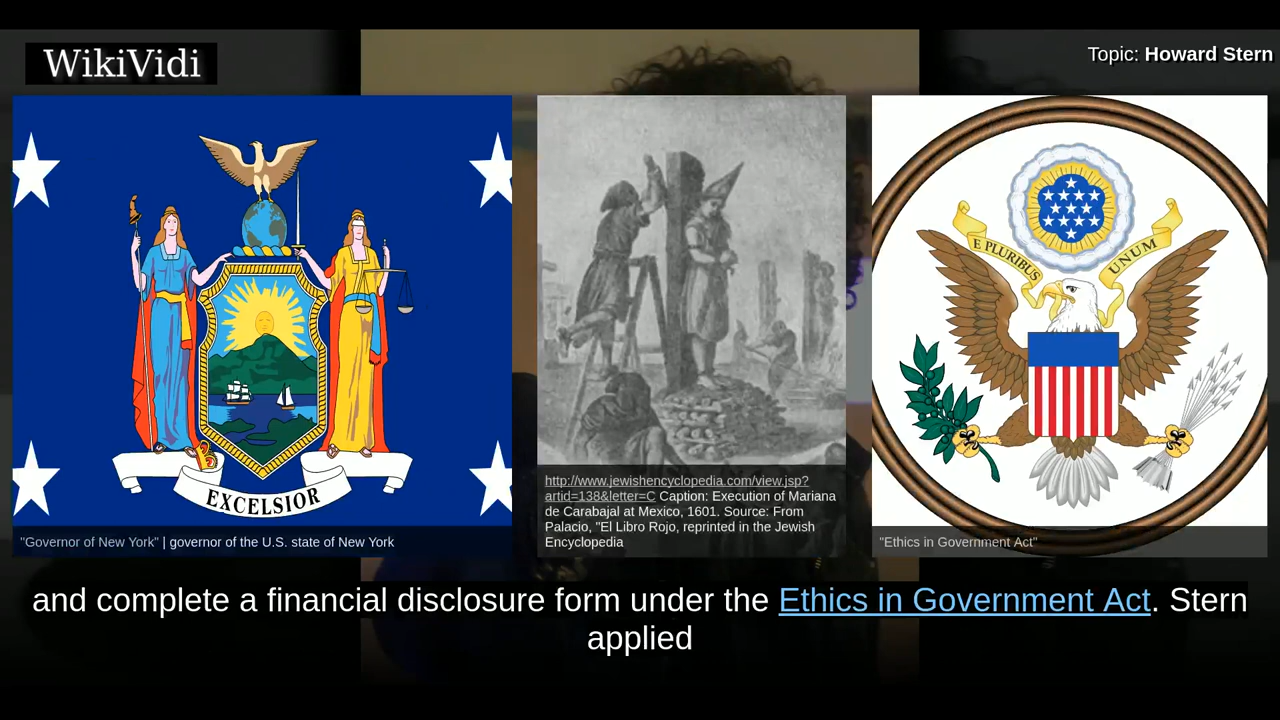 WikiVidi
Topic: Howard Stern
EXCELSIOR
"Governor of New York" | governor of the U.S. state of New York
http://www.jewishencyclopedia.com/view.jsp?
artid=138&letter=C Caption: Execution of Mariana
de Carabajal at Mexico, 1601. Source: From
Palacio, "El Libro Rojo, reprinted in the Jewish
Encyclopedia
E PLURIBUS
UNUM
"Ethics in Government Act"
and complete a financial disclosure form under the Ethics in Government Act. Stern
applied